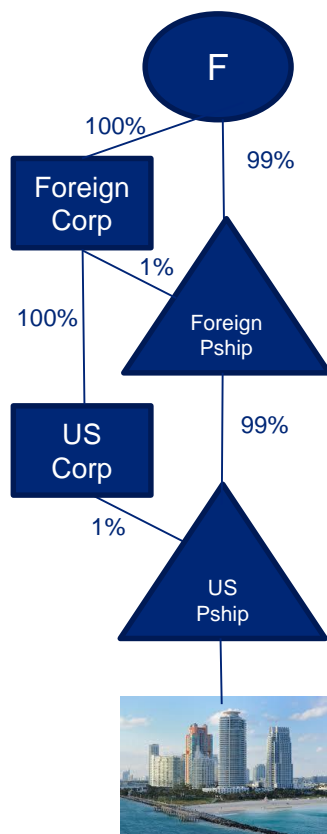 F
100%
99%
Foreign
Corp
1%
100%
Foreign
Pship
99%
US
Corp
1%
US
Pship